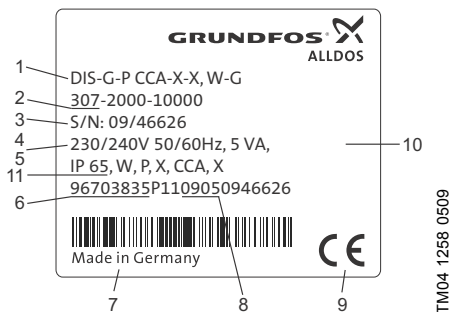 GRUNDFOS
ALLDOS
1
DIS-G-P CCA-X-X, W-G
2
307-2000-10000
3
S/N: 09/46626
4
230/240V 50/60Hz, 5 VA,
10
5
IP 65, W, P, X, CCA, X
11
96703835P1109050946626
6
Made in Germany
CE
7
8
9
TM04 1258 0509